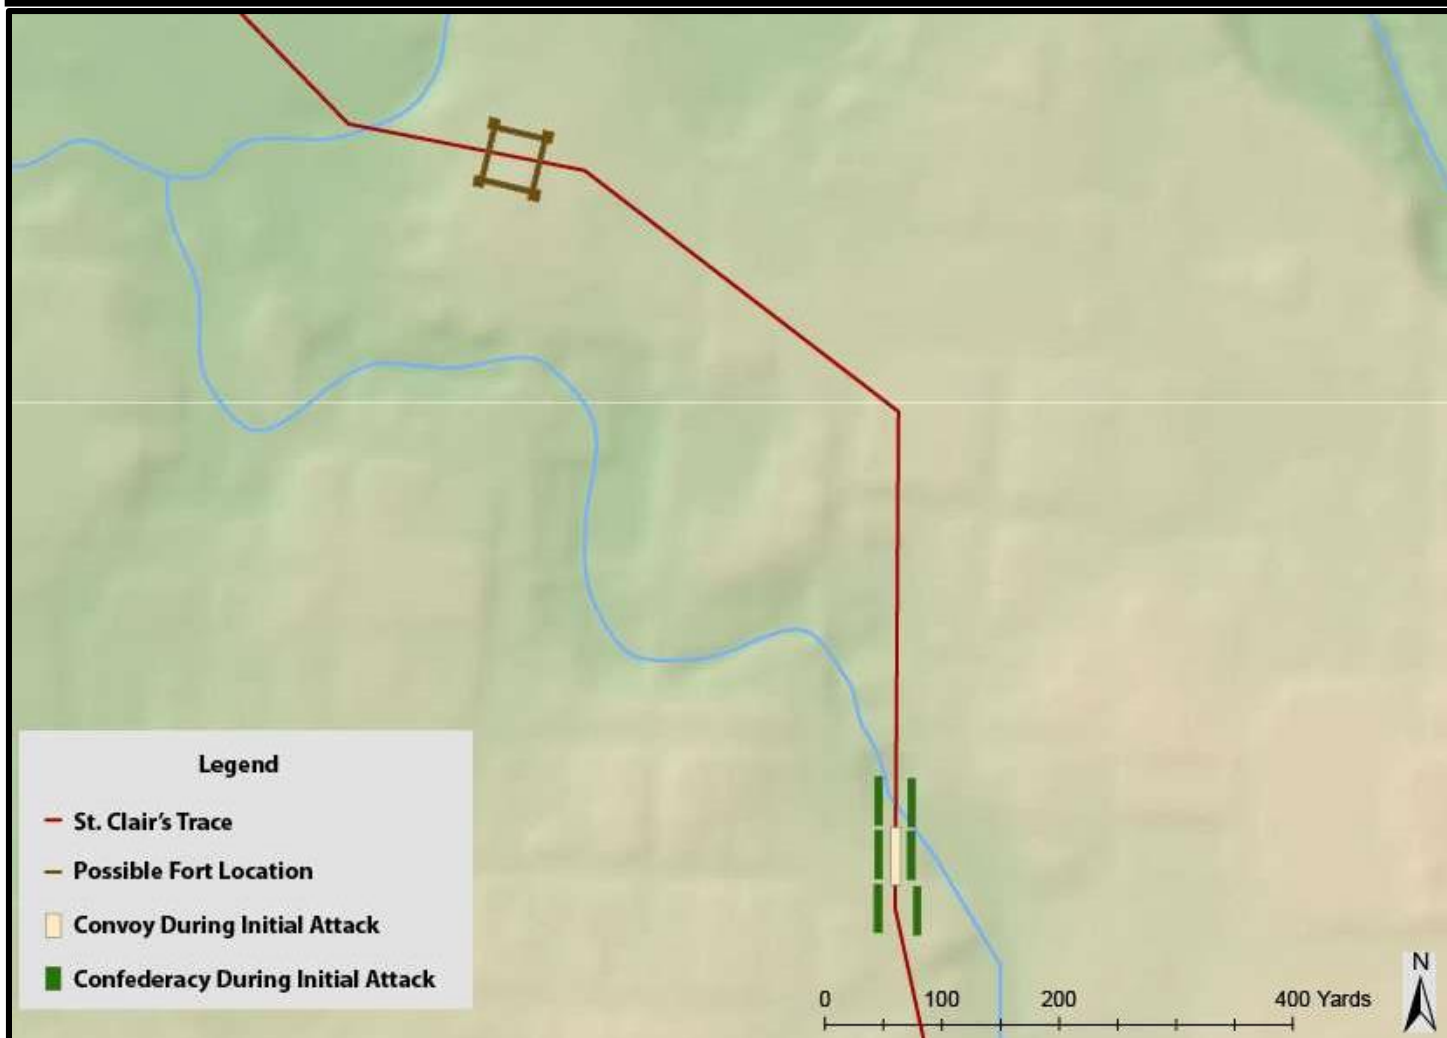 Legend
St. Clair's Trace
Possible Fort Location
Convoy During Initial Attack
Confederacy During Initial Attack
0 100 200 400 Yards
N